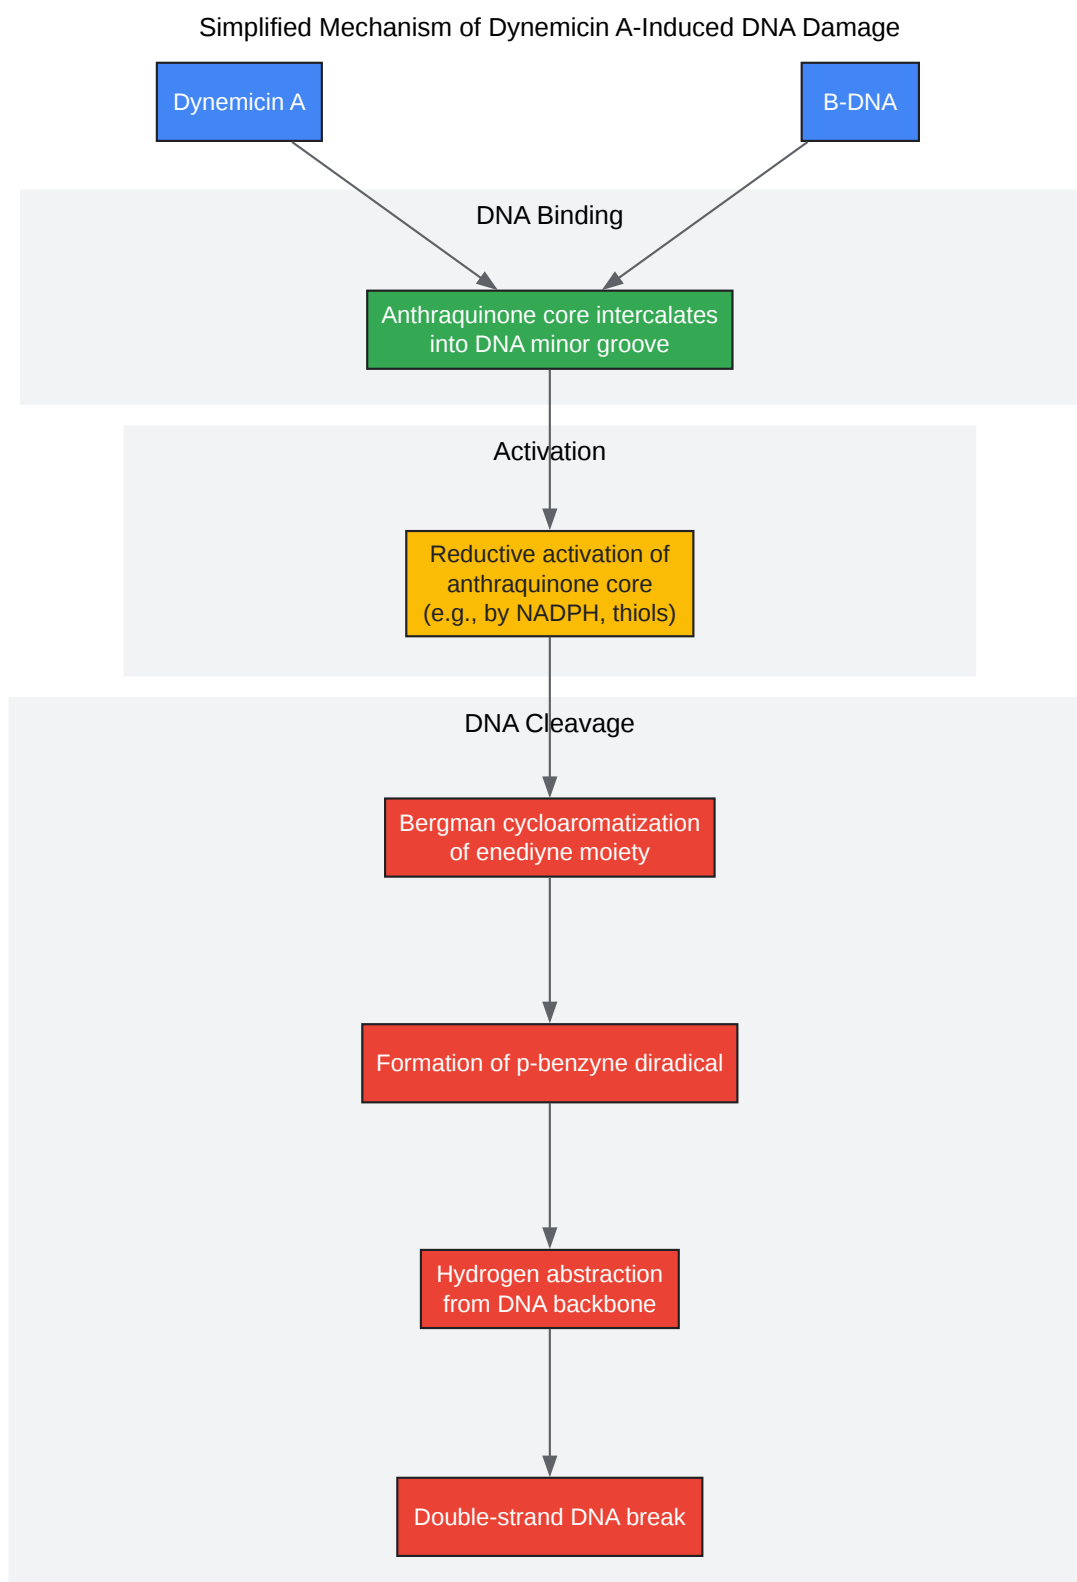 Simplified Mechanism of Dynemicin A-Induced DNA Damage
Dynemicin A
B-DNA
DNA Binding
Anthraquinone core intercalates
into DNA minor groove
Activation
Reductive activation of
anthraquinone core
(e.g., by NADPH, thiols)
DNA Cleavage
Bergman cycloaromatization
of enediyne moiety
Formation of p-benzyne diradical
Hydrogen abstraction
from DNA backbone
Double-strand DNA break